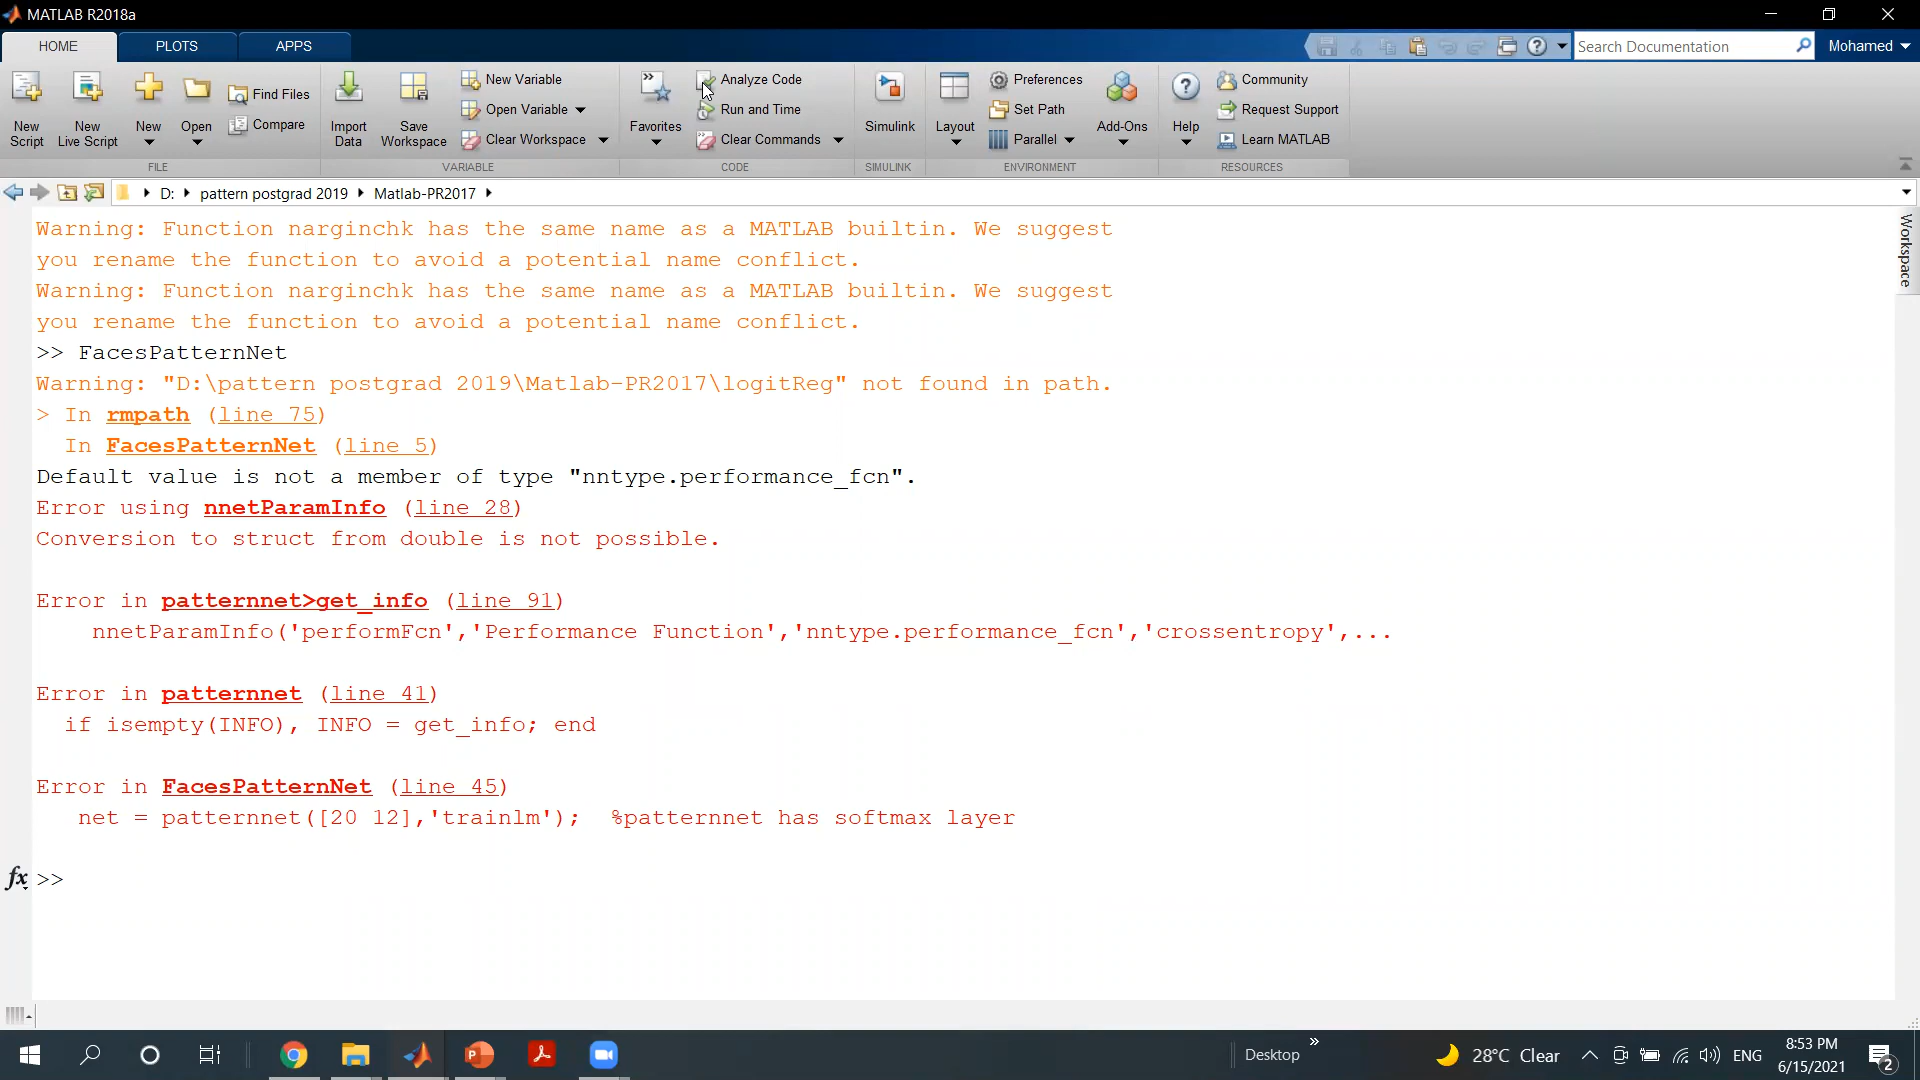 MATLAB R2018a
HOME
PLOTS
APPS
Search Documentation
Mohamed
New Script
New Live Script
New
Open
Find Files
Compare
Import Data
Save Workspace
New Variable
Open Variable
Clear Workspace
Favorites
Analyze Code
Run and Time
Clear Commands
Simulink
Layout
Preferences
Set Path
Parallel
Add-Ons
Help
Community
Request Support
Learn MATLAB
FILE
VARIABLE
CODE
SIMULINK
ENVIRONMENT
RESOURCES
D: ▸ pattern postgrad 2019 ▸ Matlab-PR2017 ▸
Workspace
Warning: Function narginchk has the same name as a MATLAB builtin. We suggest
you rename the function to avoid a potential name conflict.
Warning: Function narginchk has the same name as a MATLAB builtin. We suggest
you rename the function to avoid a potential name conflict.
>> FacesPatternNet
Warning: "D:\pattern postgrad 2019\Matlab-PR2017\logitReg" not found in path.
> In rmpath (line 75)
In FacesPatternNet (line 5)
Default value is not a member of type "nntype.performance_fcn".
Error using nnetParamInfo (line 28)
Conversion to struct from double is not possible.
Error in patternnet>get_info (line 91)
nnetParamInfo('performFcn','Performance Function','nntype.performance_fcn','crossentropy',...
Error in patternnet (line 41)
if isempty(INFO), INFO = get_info; end
Error in FacesPatternNet (line 45)
net = patternnet([20 12],'trainlm'); %patternnet has softmax layer
fx >>
Desktop
28°C Clear
ENG
8:53 PM
6/15/2021
2